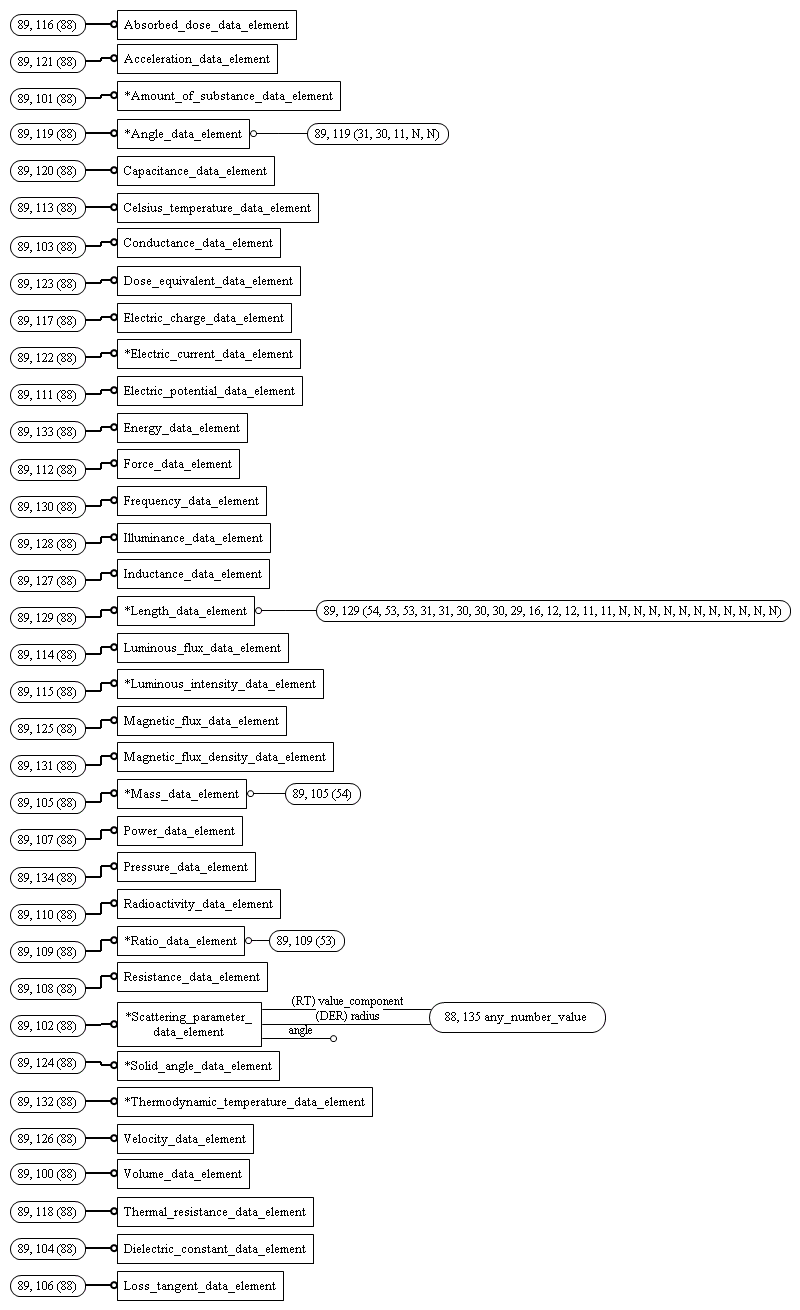 89, 116 (88) Absorbed_dose_data_element
89, 121 (88) Acceleration_data_element
89, 101 (88) *Amount_of_substance_data_element
89, 119 (88) *Angle_data_element 89, 119 (31, 30, 11, N, N)
89, 120 (88) Capacitance_data_element
89, 113 (88) Celsius_temperature_data_element
89, 103 (88) Conductance_data_element
89, 123 (88) Dose_equivalent_data_element
89, 117 (88) Electric_charge_data_element
89, 122 (88) *Electric_current_data_element
89, 111 (88) Electric_potential_data_element
89, 133 (88) Energy_data_element
89, 112 (88) Force_data_element
89, 130 (88) Frequency_data_element
89, 128 (88) Illuminance_data_element
89, 127 (88) Inductance_data_element
89, 129 (88) *Length_data_element 89, 129 (54, 53, 53, 31, 31, 30, 30, 30, 29, 16, 12, 12, 11, 11, N, N, N, N, N, N, N, N, N, N, N)
89, 114 (88) Luminous_flux_data_element
89, 115 (88) *Luminous_intensity_data_element
89, 125 (88) Magnetic_flux_data_element
89, 131 (88) Magnetic_flux_density_data_element
89, 105 (88) *Mass_data_element 89, 105 (54)
89, 107 (88) Power_data_element
89, 134 (88) Pressure_data_element
89, 110 (88) Radioactivity_data_element
89, 109 (88) *Ratio_data_element 89, 109 (53)
89, 108 (88) Resistance_data_element
(RT) value_component
89, 102 (88) *Scattering_parameter_ (DER) radius 88, 135 any_number_value
data_element angle
89, 124 (88) *Solid_angle_data_element
89, 132 (88) *Thermodynamic_temperature_data_element
89, 126 (88) Velocity_data_element
89, 100 (88) Volume_data_element
89, 118 (88) Thermal_resistance_data_element
89, 104 (88) Dielectric_constant_data_element
89, 106 (88) Loss_tangent_data_element